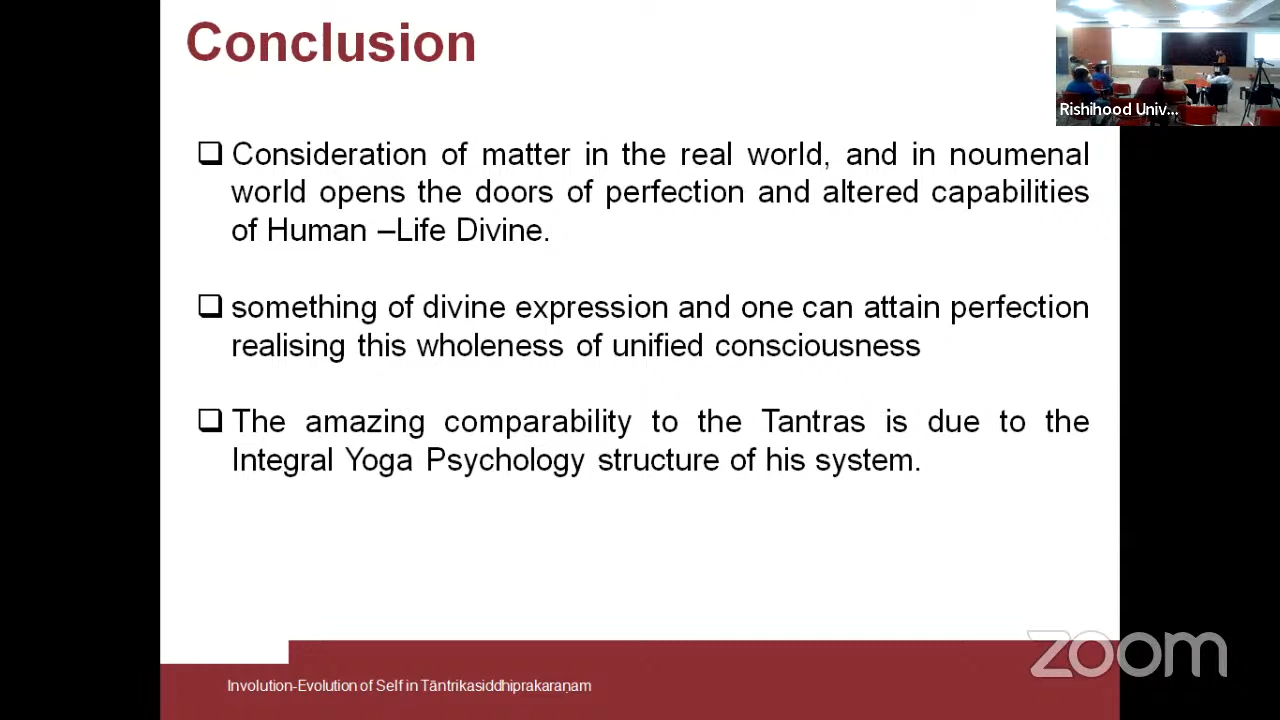 Conclusion
Rishihood Univ...
❑ Consideration of matter in the real world, and in noumenal
world opens the doors of perfection and altered capabilities
of Human –Life Divine.
❑ something of divine expression and one can attain perfection
realising this wholeness of unified consciousness
❑ The amazing comparability to the Tantras is due to the
Integral Yoga Psychology structure of his system.
zoom
Involution-Evolution of Self in Tāntrikasiddhiprakaraṇam